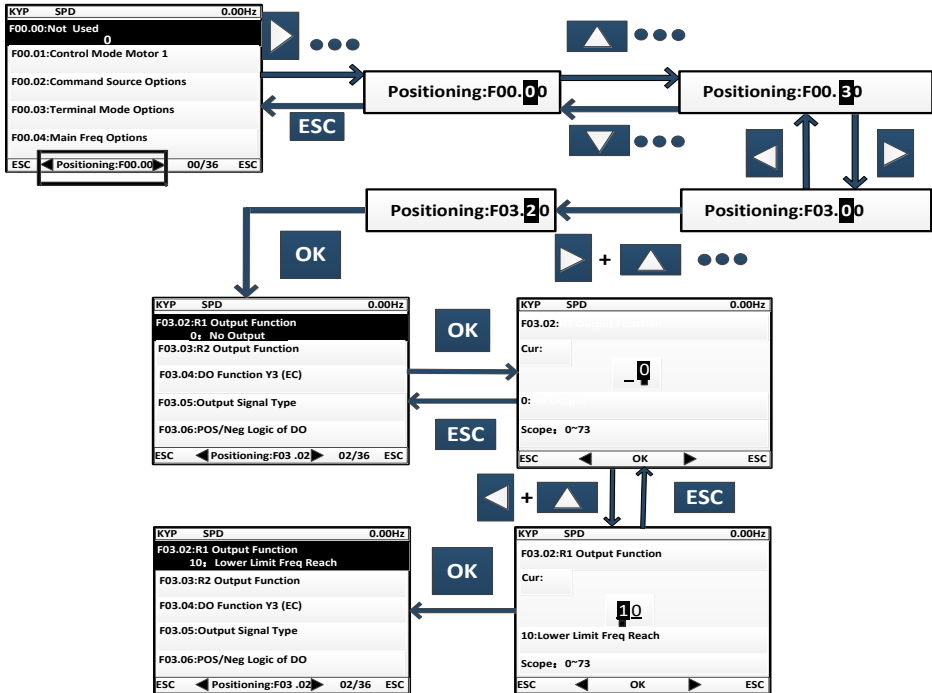 KYP SPD 0.00Hz
F00.00:Not Used
0
F00.01:Control Mode Motor 1
F00.02:Command Source Options
F00.03:Terminal Mode Options
F00.04:Main Freq Options
ESC Positioning:F00.00 00/36 ESC
ESC
Positioning:F00.00
Positioning:F00.30
Positioning:F03.20
Positioning:F03.00
+
OK
KYP SPD 0.00Hz
F03.02:R1 Output Function
0：No Output
F03.03:R2 Output Function
F03.04:DO Function Y3 (EC)
F03.05:Output Signal Type
F03.06:POS/Neg Logic of DO
ESC Positioning:F03 .02 02/36 ESC
OK
ESC
KYP SPD 0.00Hz
F03.02:
Cur:
_0
0:
Scope：0~73
ESC OK ESC
+
ESC
KYP SPD 0.00Hz
F03.02:R1 Output Function
10：Lower Limit Freq Reach
F03.03:R2 Output Function
F03.04:DO Function Y3 (EC)
F03.05:Output Signal Type
F03.06:POS/Neg Logic of DO
ESC Positioning:F03 .02 02/36 ESC
OK
KYP SPD 0.00Hz
F03.02:R1 Output Function
Cur:
10
10:Lower Limit Freq Reach
Scope：0~73
ESC OK ESC